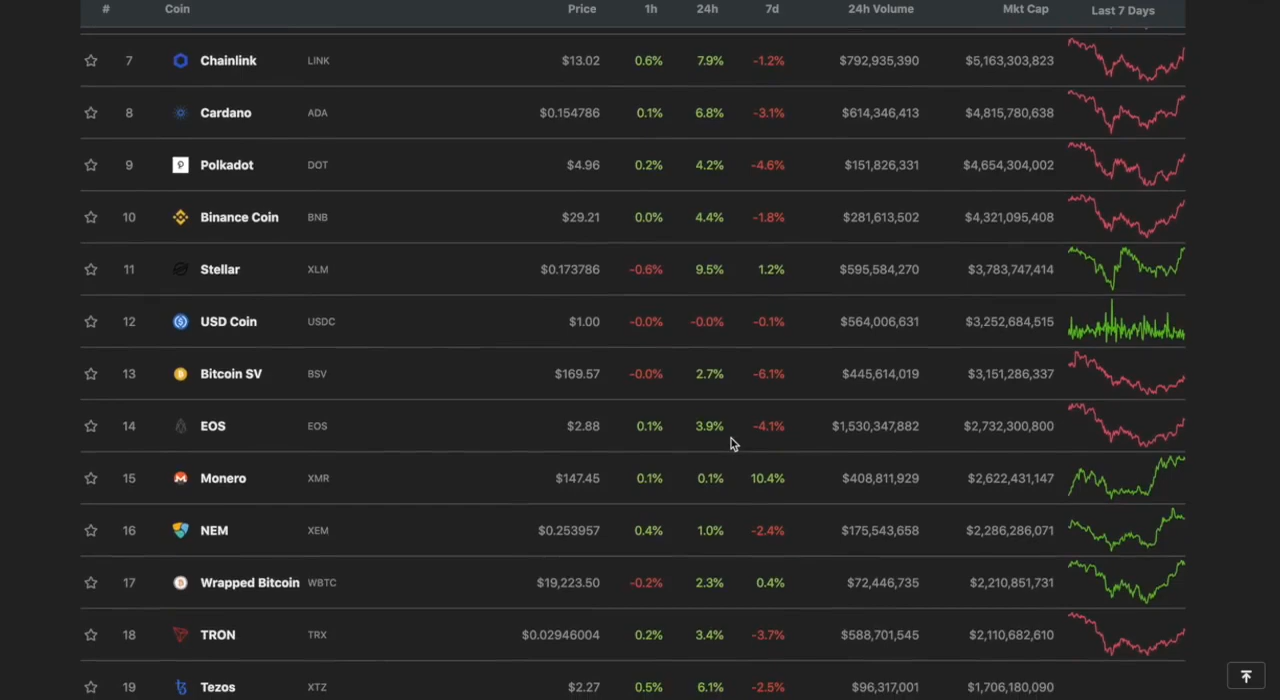 # Coin Price 1h 24h 7d 24h Volume Mkt Cap Last 7 Days
7 Chainlink LINK $13.02 0.6% 7.9% -1.2% $792,935,390 $5,163,303,823
8 Cardano ADA $0.154786 0.1% 6.8% -3.1% $614,346,413 $4,815,780,638
9 Polkadot DOT $4.96 0.2% 4.2% -4.6% $151,826,331 $4,654,304,002
10 Binance Coin BNB $29.21 0.0% 4.4% -1.8% $281,613,502 $4,321,095,408
11 Stellar XLM $0.173786 -0.6% 9.5% 1.2% $595,584,270 $3,783,747,414
12 USD Coin USDC $1.00 -0.0% -0.0% -0.1% $564,006,631 $3,252,684,515
13 Bitcoin SV BSV $169.57 -0.0% 2.7% -6.1% $445,614,019 $3,151,286,337
14 EOS EOS $2.88 0.1% 3.9% -4.1% $1,530,347,882 $2,732,300,800
15 Monero XMR $147.45 0.1% 0.1% 10.4% $408,811,929 $2,622,431,147
16 NEM XEM $0.253957 0.4% 1.0% -2.4% $175,543,658 $2,286,286,071
17 Wrapped Bitcoin WBTC $19,223.50 -0.2% 2.3% 0.4% $72,446,735 $2,210,851,731
18 TRON TRX $0.02946004 0.2% 3.4% -3.7% $588,701,545 $2,110,682,610
19 Tezos XTZ $2.27 0.5% 6.1% -2.5% $96,317,001 $1,706,180,090